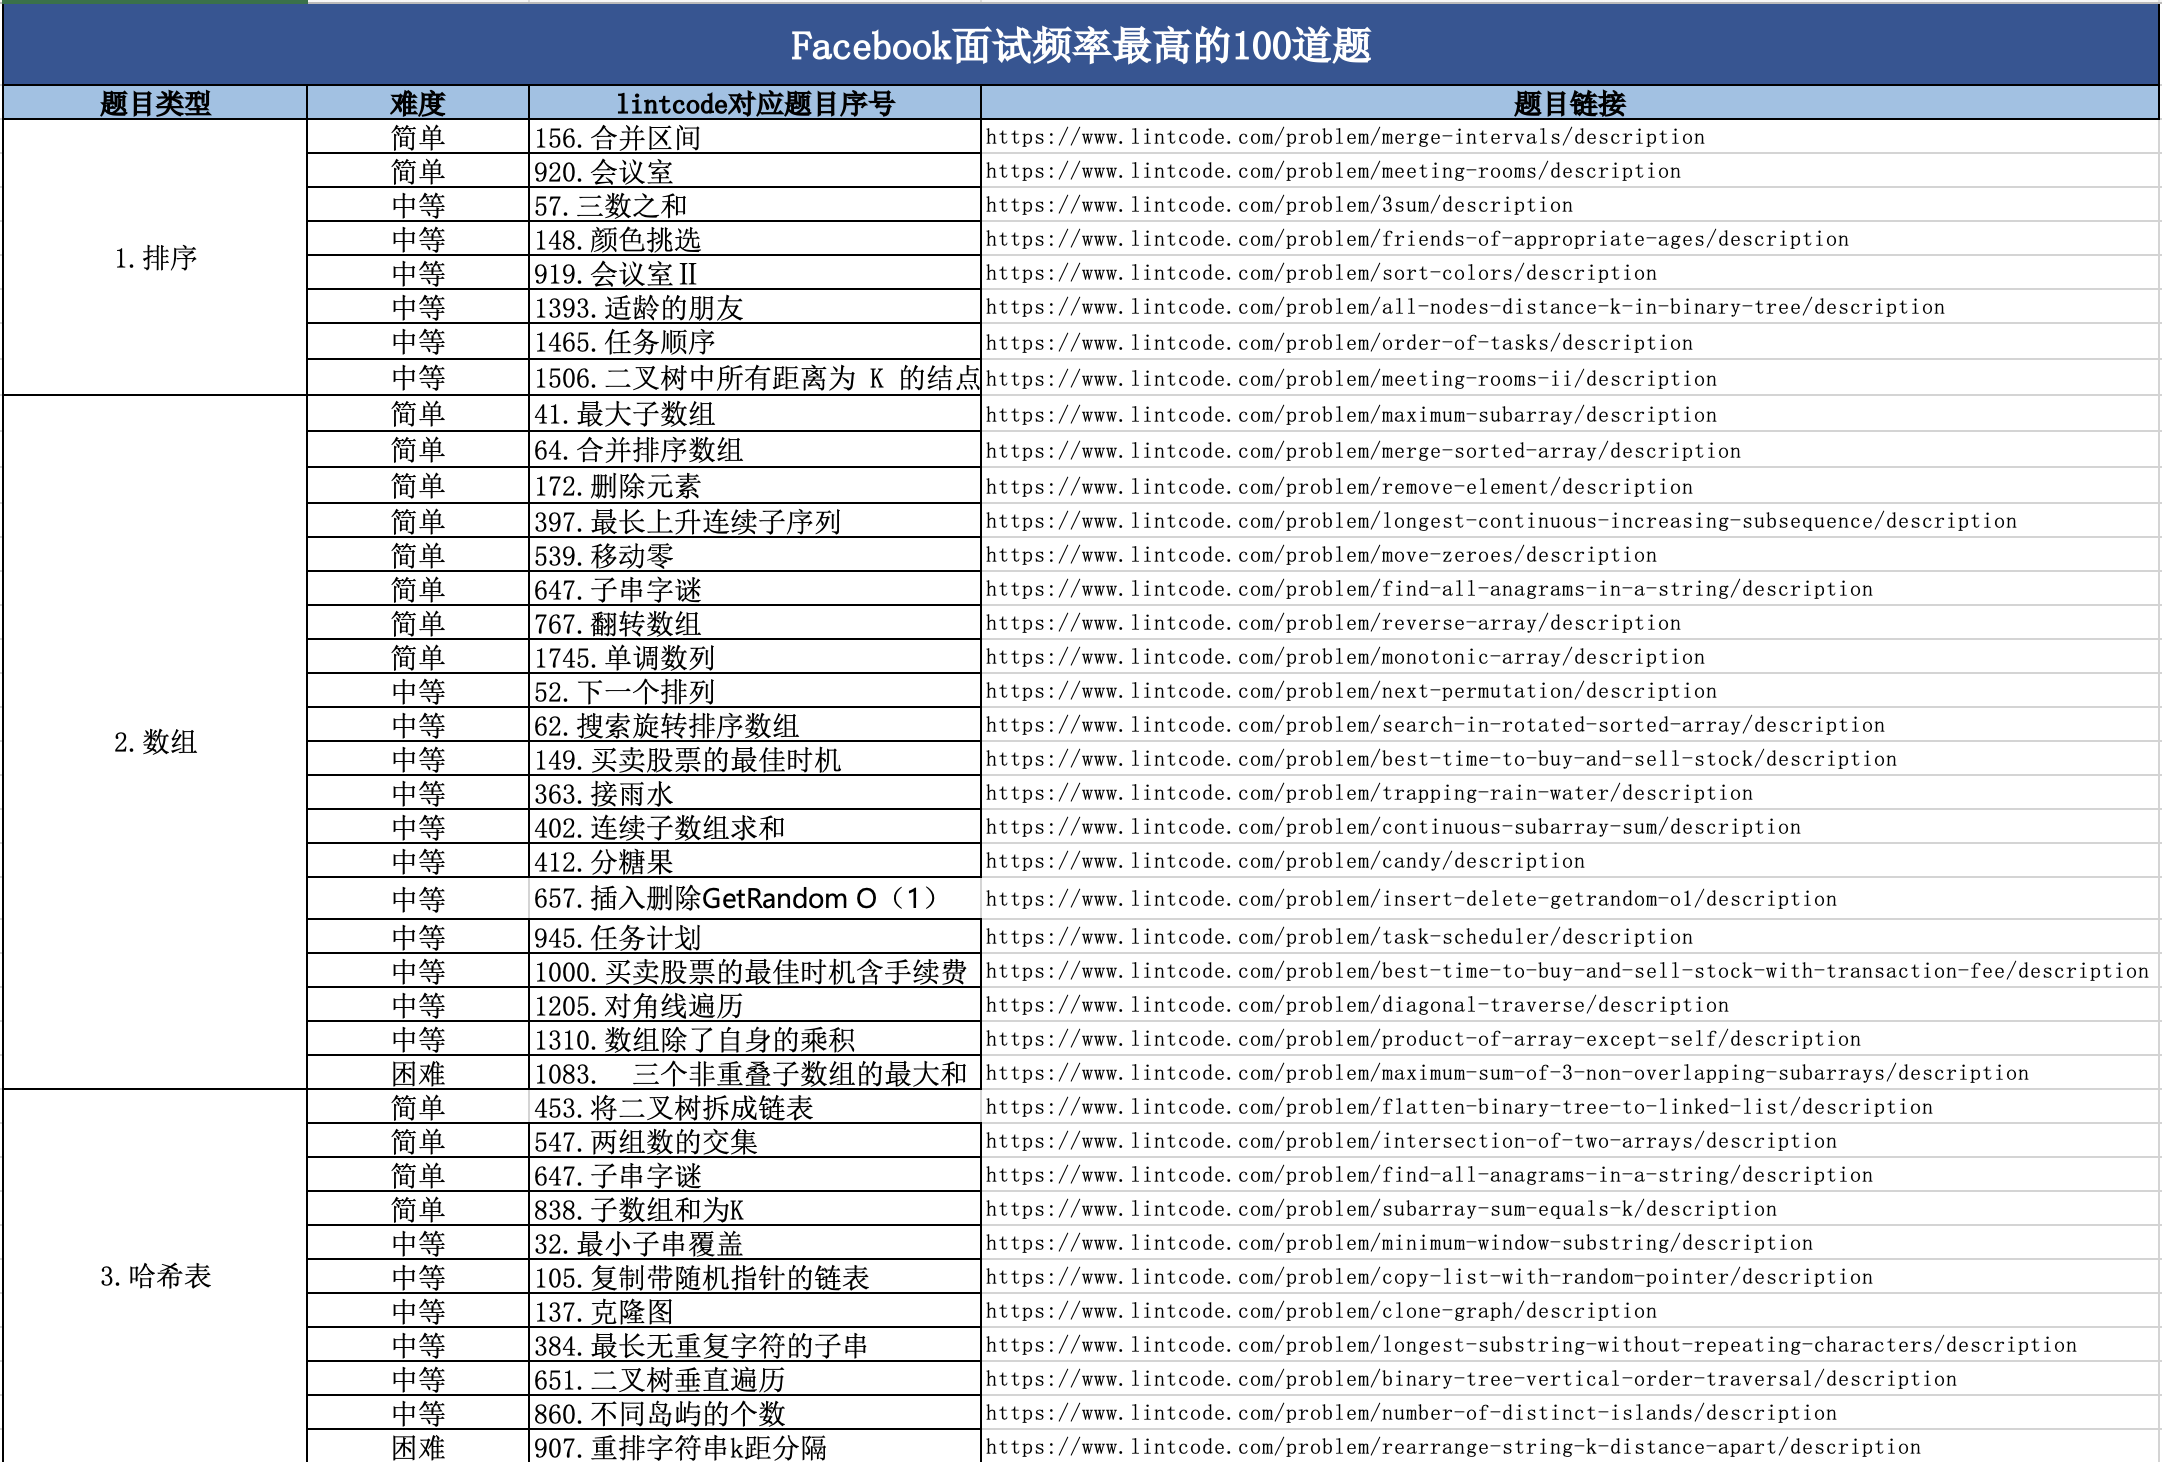 Facebook面试频率最高的100道题
题目类型 难度 lintcode对应题目序号 题目链接
1.排序
简单 156.合并区间 https://www.lintcode.com/problem/merge-intervals/description
简单 920.会议室 https://www.lintcode.com/problem/meeting-rooms/description
中等 57.三数之和 https://www.lintcode.com/problem/3sum/description
中等 148.颜色挑选 https://www.lintcode.com/problem/friends-of-appropriate-ages/description
中等 919.会议室Ⅱ https://www.lintcode.com/problem/sort-colors/description
中等 1393.适龄的朋友 https://www.lintcode.com/problem/all-nodes-distance-k-in-binary-tree/description
中等 1465.任务顺序 https://www.lintcode.com/problem/order-of-tasks/description
中等 1506.二叉树中所有距离为 K 的结点 https://www.lintcode.com/problem/meeting-rooms-ii/description
2.数组
简单 41.最大子数组 https://www.lintcode.com/problem/maximum-subarray/description
简单 64.合并排序数组 https://www.lintcode.com/problem/merge-sorted-array/description
简单 172.删除元素 https://www.lintcode.com/problem/remove-element/description
简单 397.最长上升连续子序列 https://www.lintcode.com/problem/longest-continuous-increasing-subsequence/description
简单 539.移动零 https://www.lintcode.com/problem/move-zeroes/description
简单 647.子串字谜 https://www.lintcode.com/problem/find-all-anagrams-in-a-string/description
简单 767.翻转数组 https://www.lintcode.com/problem/reverse-array/description
简单 1745.单调数列 https://www.lintcode.com/problem/monotonic-array/description
中等 52.下一个排列 https://www.lintcode.com/problem/next-permutation/description
中等 62.搜索旋转排序数组 https://www.lintcode.com/problem/search-in-rotated-sorted-array/description
中等 149.买卖股票的最佳时机 https://www.lintcode.com/problem/best-time-to-buy-and-sell-stock/description
中等 363.接雨水 https://www.lintcode.com/problem/trapping-rain-water/description
中等 402.连续子数组求和 https://www.lintcode.com/problem/continuous-subarray-sum/description
中等 412.分糖果 https://www.lintcode.com/problem/candy/description
中等 657.插入删除GetRandom O（1） https://www.lintcode.com/problem/insert-delete-getrandom-o1/description
中等 945.任务计划 https://www.lintcode.com/problem/task-scheduler/description
中等 1000.买卖股票的最佳时机含手续费 https://www.lintcode.com/problem/best-time-to-buy-and-sell-stock-with-transaction-fee/description
中等 1205.对角线遍历 https://www.lintcode.com/problem/diagonal-traverse/description
中等 1310.数组除了自身的乘积 https://www.lintcode.com/problem/product-of-array-except-self/description
困难 1083. 三个非重叠子数组的最大和 https://www.lintcode.com/problem/maximum-sum-of-3-non-overlapping-subarrays/description
3.哈希表
简单 453.将二叉树拆成链表 https://www.lintcode.com/problem/flatten-binary-tree-to-linked-list/description
简单 547.两组数的交集 https://www.lintcode.com/problem/intersection-of-two-arrays/description
简单 647.子串字谜 https://www.lintcode.com/problem/find-all-anagrams-in-a-string/description
简单 838.子数组和为K https://www.lintcode.com/problem/subarray-sum-equals-k/description
中等 32.最小子串覆盖 https://www.lintcode.com/problem/minimum-window-substring/description
中等 105.复制带随机指针的链表 https://www.lintcode.com/problem/copy-list-with-random-pointer/description
中等 137.克隆图 https://www.lintcode.com/problem/clone-graph/description
中等 384.最长无重复字符的子串 https://www.lintcode.com/problem/longest-substring-without-repeating-characters/description
中等 651.二叉树垂直遍历 https://www.lintcode.com/problem/binary-tree-vertical-order-traversal/description
中等 860.不同岛屿的个数 https://www.lintcode.com/problem/number-of-distinct-islands/description
困难 907.重排字符串k距分隔 https://www.lintcode.com/problem/rearrange-string-k-distance-apart/description